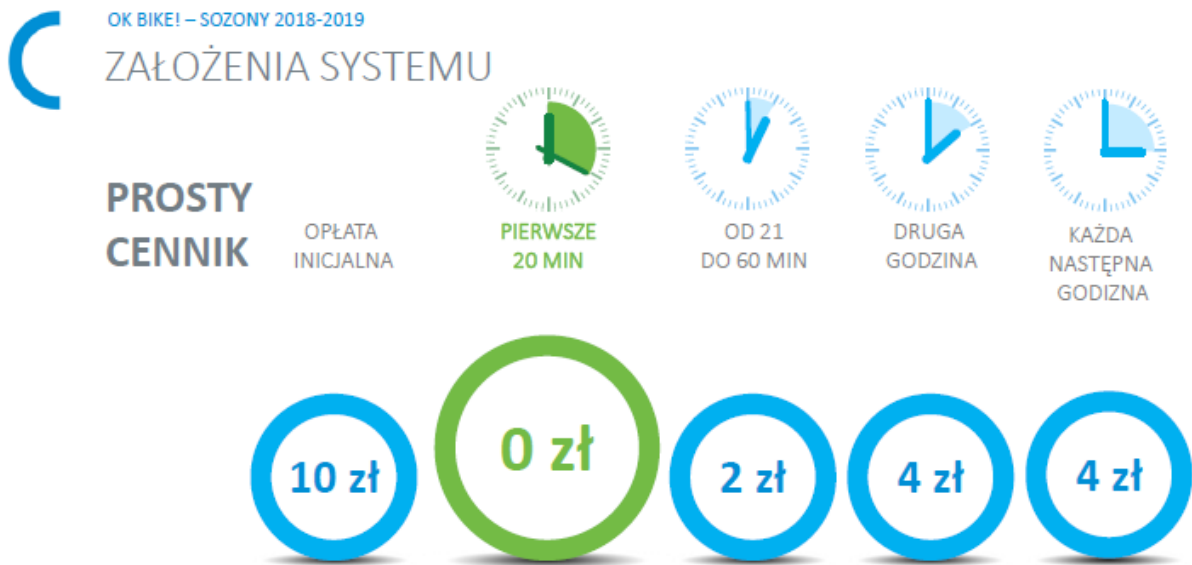 OK BIKE! – SOZONY 2018-2019
ZAŁOŻENIA SYSTEMU
PROSTY
CENNIK
OPŁATA
INICJALNA
PIERWSZE
20 MIN
OD 21
DO 60 MIN
DRUGA
GODZINA
KAŻDA
NASTĘPNA
GODIZNA
10 zł
0 zł
2 zł
4 zł
4 zł